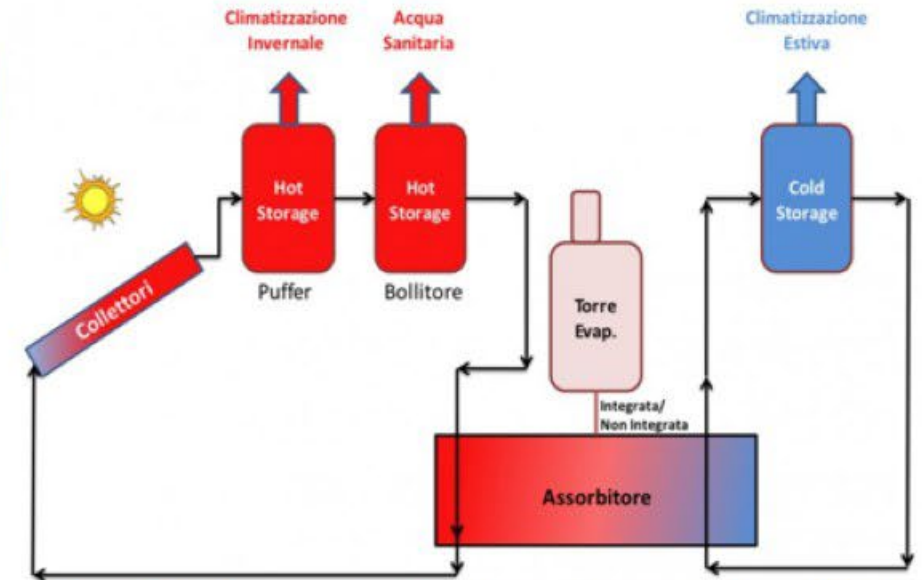 Climatizzazione
Invernale
Acqua
Sanitaria
Climatizzazione
Estiva
Hot
Storage
Hot
Storage
Cold
Storage
Collettori
Puffer
Bollitore
Torre
Evap.
Integrata/
Non Integrata
Assorbitore